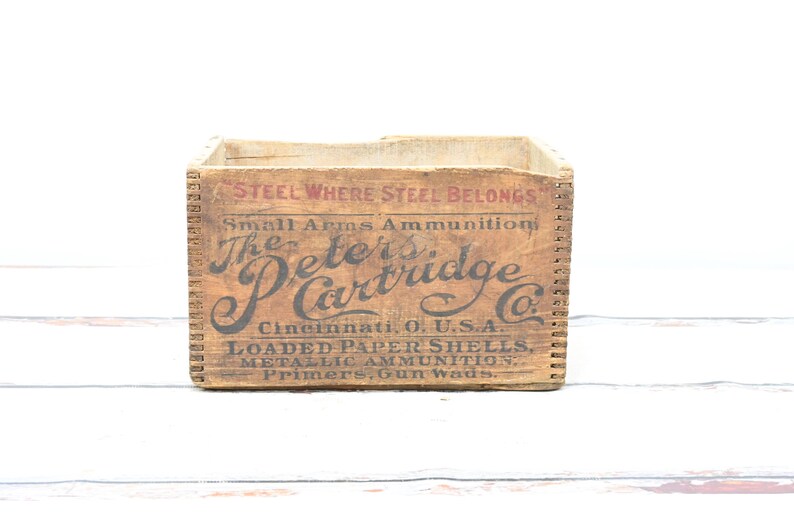 "STEEL WHERE STEEL BELONGS"
Small Arms Ammunition
The
Peters
Cartridge
Co.
Cincinnati, O. U.S.A.
LOADED PAPER SHELLS,
METALLIC AMMUNITION.
Primers, Gun Wads.